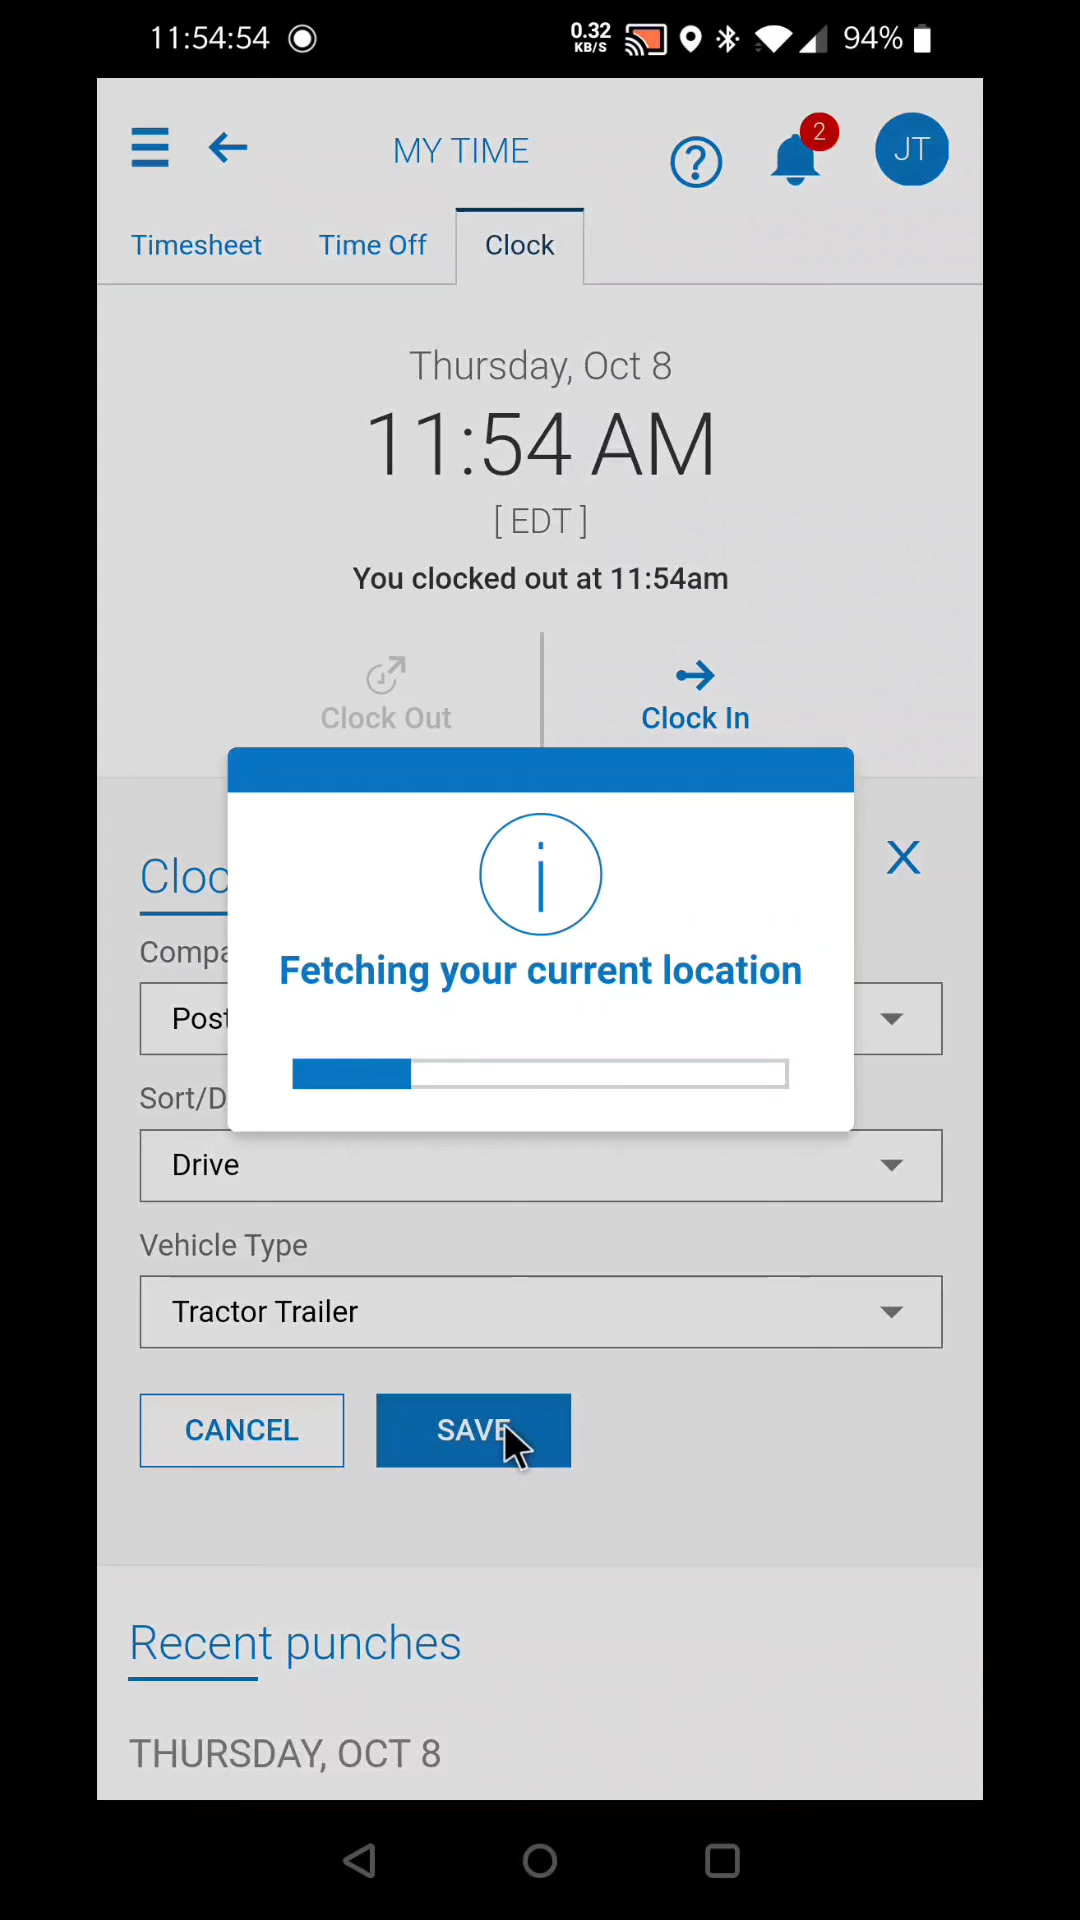 11:54:54
0.32
KB/S
94%
MY TIME
2
JT
Timesheet
Time Off
Clock
Thursday, Oct 8
11:54 AM
[ EDT ]
You clocked out at 11:54am
Clock Out
Clock In
X
Cloc
Compa
Post
Fetching your current location
Sort/D
Drive
Vehicle Type
Tractor Trailer
CANCEL
SAVE
Recent punches
THURSDAY, OCT 8